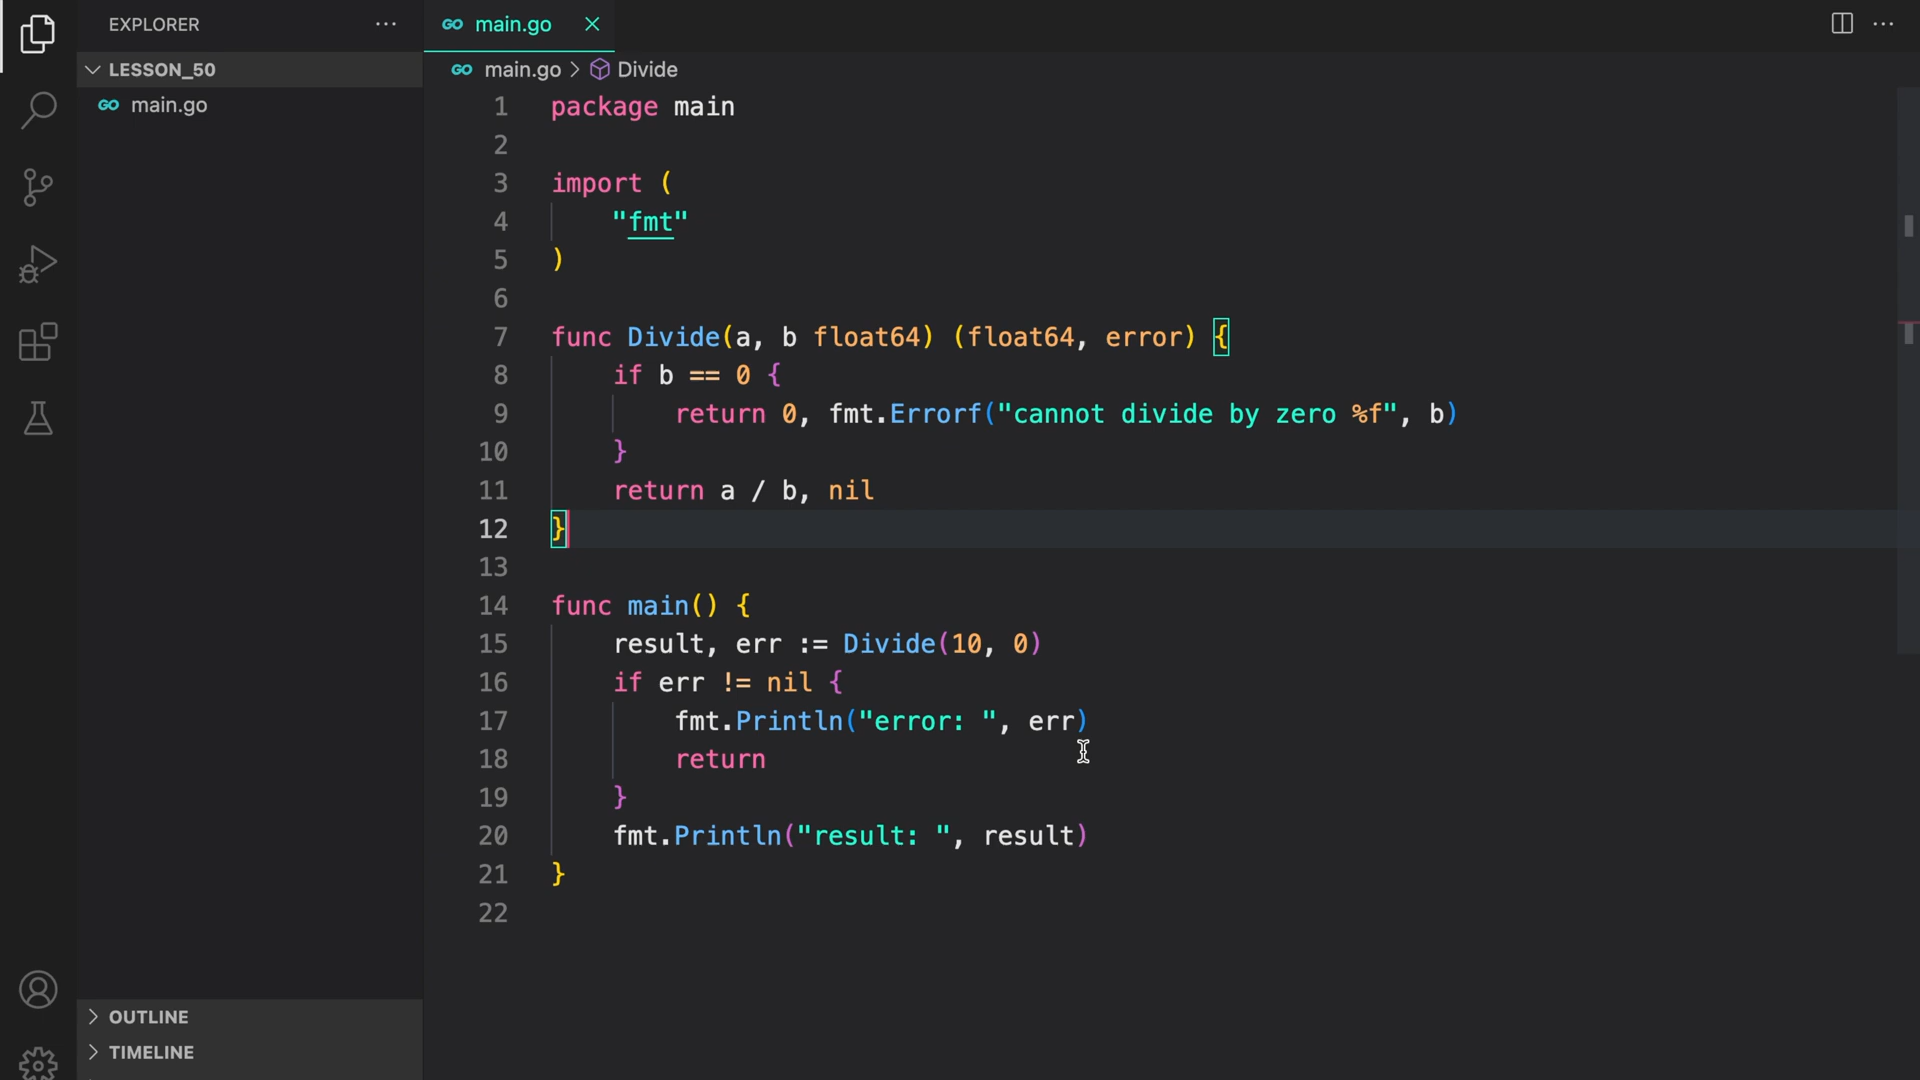 EXPLORER
LESSON_50
GO main.go
OUTLINE
TIMELINE
GO main.go
GO main.go > Divide
1 package main
2
3 import (
4     "fmt"
5 )
6
7 func Divide(a, b float64) (float64, error) {
8     if b == 0 {
9         return 0, fmt.Errorf("cannot divide by zero %f", b)
10     }
11     return a / b, nil
12 }
13
14 func main() {
15     result, err := Divide(10, 0)
16     if err != nil {
17         fmt.Println("error: ", err)
18         return
19     }
20     fmt.Println("result: ", result)
21 }
22